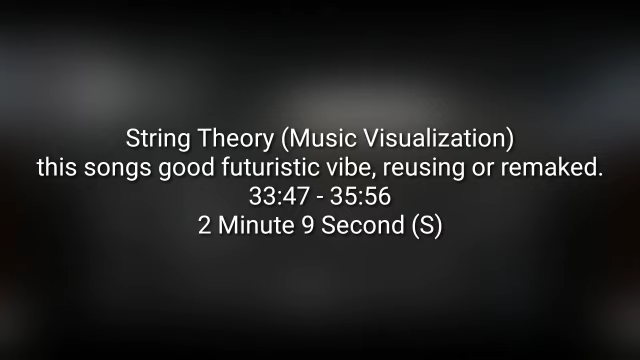 String Theory (Music Visualization)
this songs good futuristic vibe, reusing or remaked.
33:47 - 35:56
2 Minute 9 Second (S)